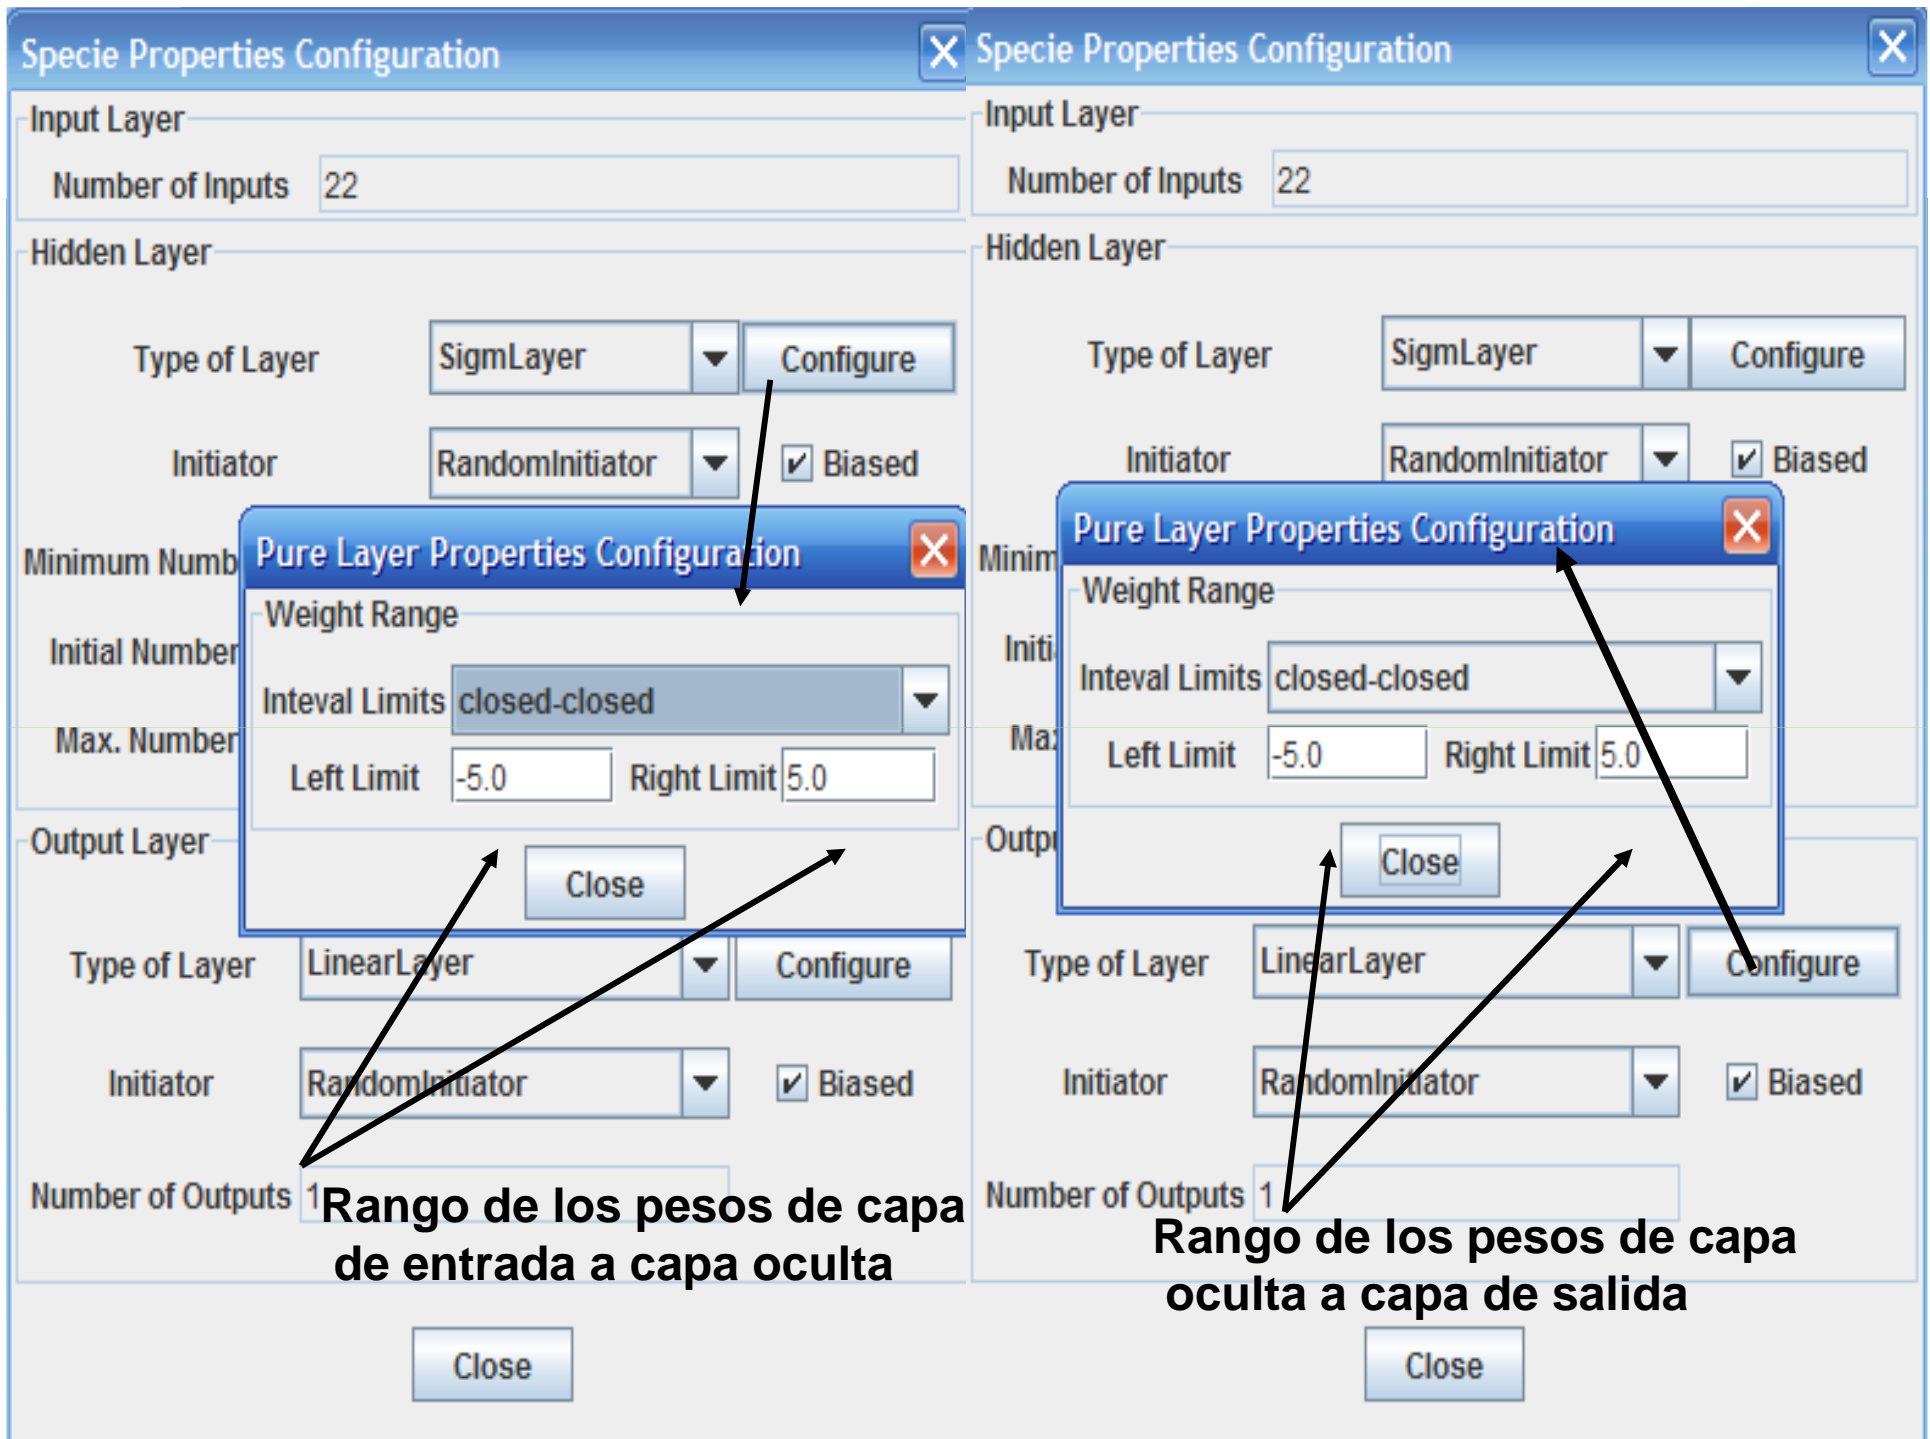 Specie Properties Configuration
Input Layer
Number of Inputs 22
Hidden Layer
Type of Layer SigmLayer Configure
Initiator RandomInitiator Biased
Minimum Numb
Initial Number
Max. Number
Pure Layer Properties Configuration
Weight Range
Inteval Limits closed-closed
Left Limit -5.0 Right Limit 5.0
Close
Output Layer
Type of Layer LinearLayer Configure
Initiator RandomInitiator Biased
Number of Outputs 1
Rango de los pesos de capa
de entrada a capa oculta
Close
Specie Properties Configuration
Input Layer
Number of Inputs 22
Hidden Layer
Type of Layer SigmLayer Configure
Initiator RandomInitiator Biased
Minim
Initi
Max
Pure Layer Properties Configuration
Weight Range
Inteval Limits closed-closed
Left Limit -5.0 Right Limit 5.0
Close
Outp
Type of Layer LinearLayer Configure
Initiator RandomInitiator Biased
Number of Outputs 1
Rango de los pesos de capa
oculta a capa de salida
Close